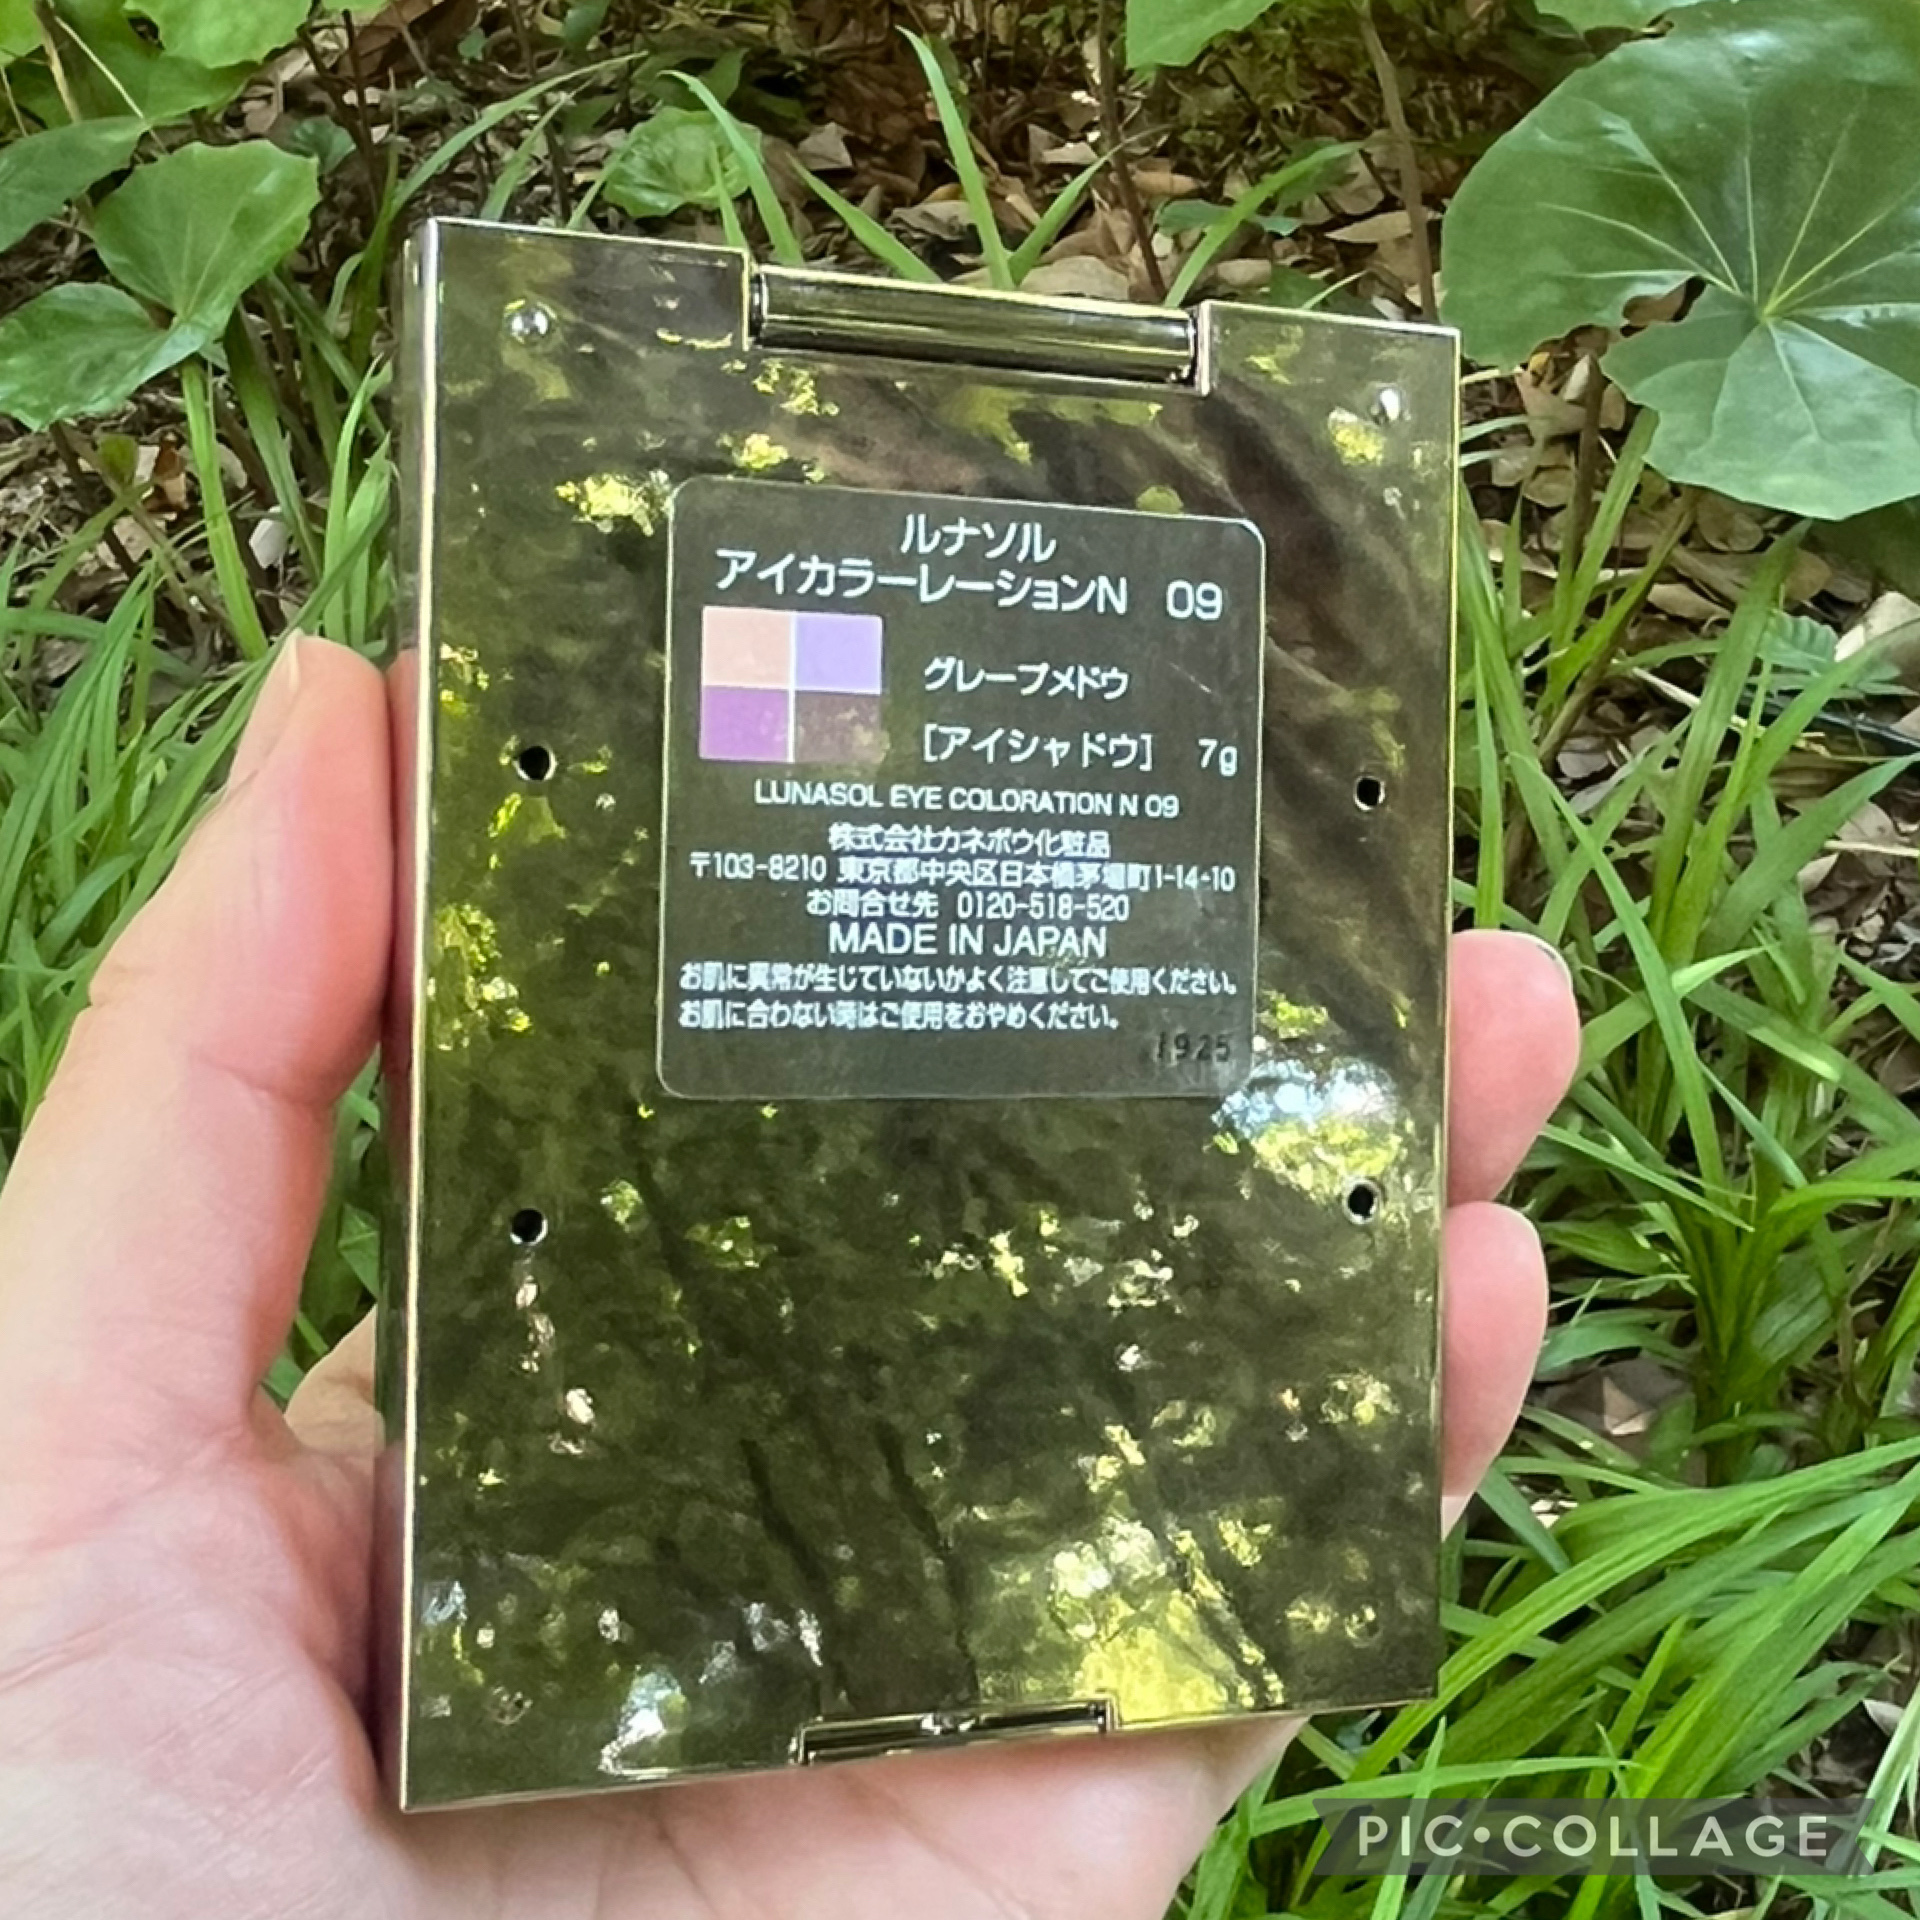 ルナソル
アイカラーレーションN 09
グレープメドウ
[アイシャドウ] 7g
LUNASOL EYE COLORATION N 09
株式会社カネボウ化粧品
〒103-8210 東京都中央区日本橋茅場町1-14-10
お問合せ先 0120-518-520
MADE IN JAPAN
お肌に異常が生じていないかよく注意してご使用ください。
お肌に合わない時はご使用をおやめください。
1925
PIC•COLLAGE